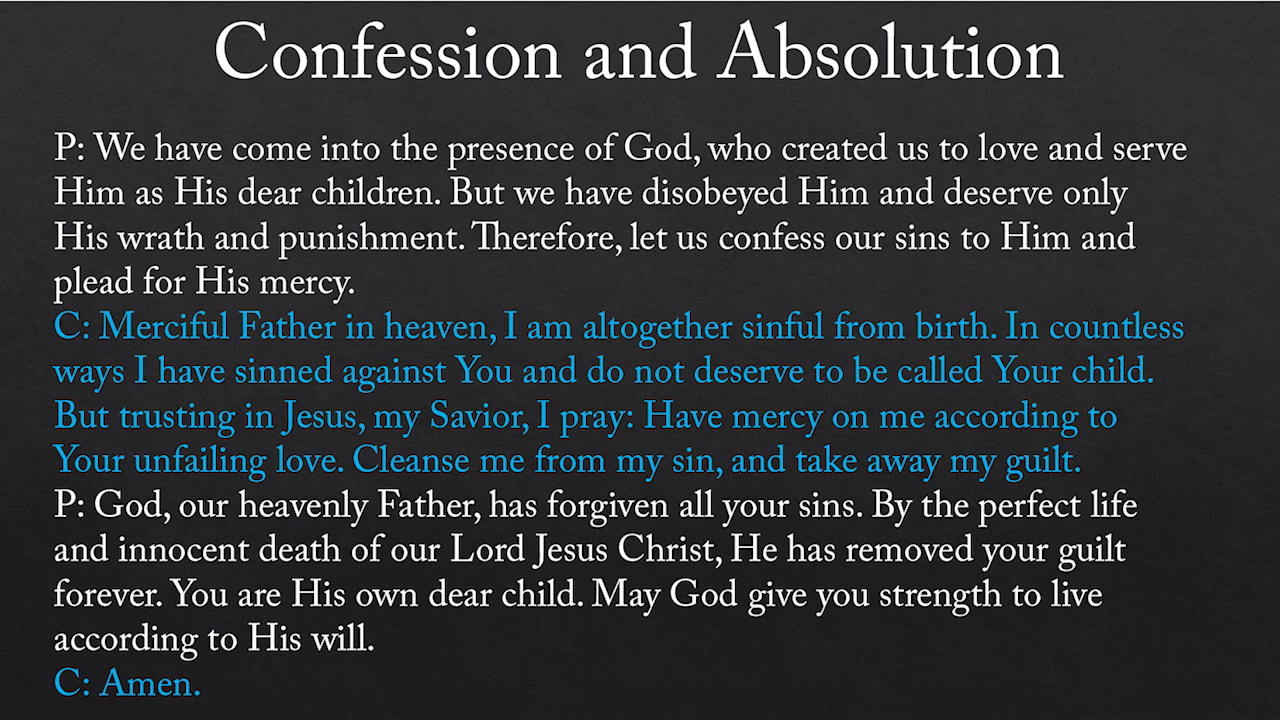 Confession and Absolution
P: We have come into the presence of God, who created us to love and serve
Him as His dear children. But we have disobeyed Him and deserve only
His wrath and punishment. Therefore, let us confess our sins to Him and
plead for His mercy.
C: Merciful Father in heaven, I am altogether sinful from birth. In countless
ways I have sinned against You and do not deserve to be called Your child.
But trusting in Jesus, my Savior, I pray: Have mercy on me according to
Your unfailing love. Cleanse me from my sin, and take away my guilt.
P: God, our heavenly Father, has forgiven all your sins. By the perfect life
and innocent death of our Lord Jesus Christ, He has removed your guilt
forever. You are His own dear child. May God give you strength to live
according to His will.
C: Amen.